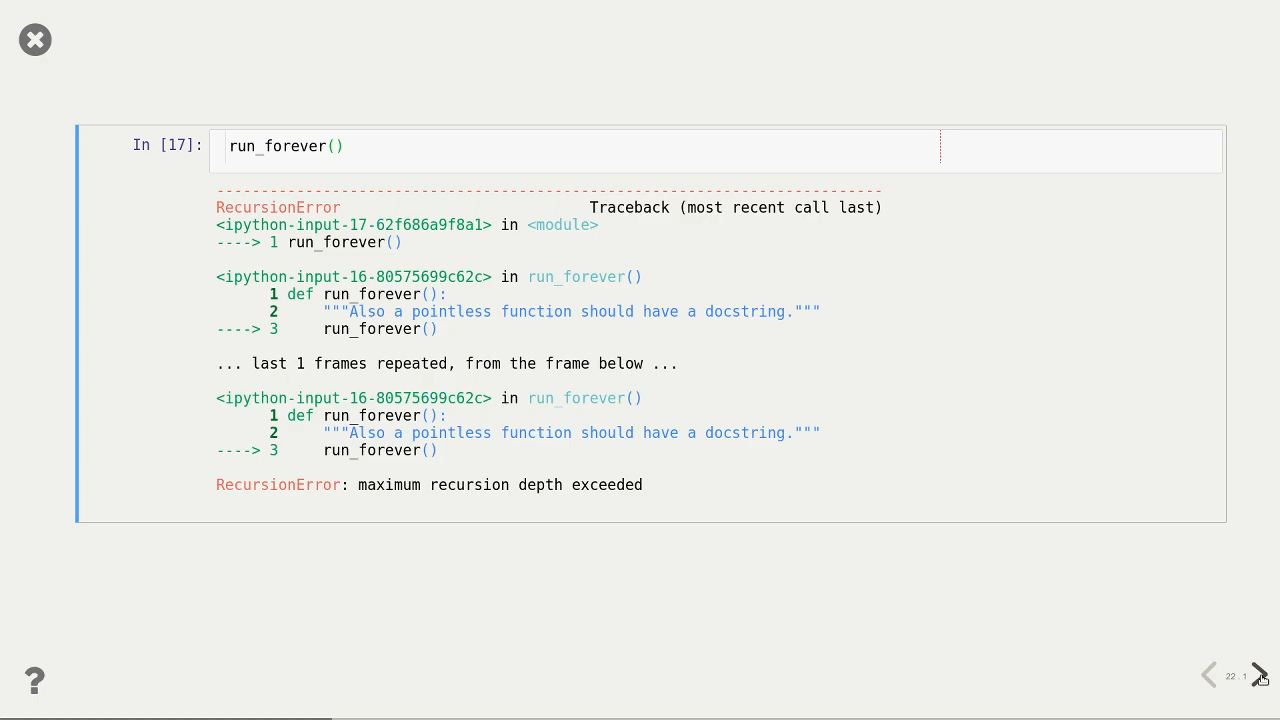 In [17]: run_forever()
---------------------------------------------------------------------------
RecursionError                            Traceback (most recent call last)
<ipython-input-17-62f686a9f8a1> in <module>
----> 1 run_forever()
<ipython-input-16-80575699c62c> in run_forever()
      1 def run_forever():
      2     """Also a pointless function should have a docstring."""
----> 3     run_forever()
... last 1 frames repeated, from the frame below ...
<ipython-input-16-80575699c62c> in run_forever()
      1 def run_forever():
      2     """Also a pointless function should have a docstring."""
----> 3     run_forever()
RecursionError: maximum recursion depth exceeded
?
22.1